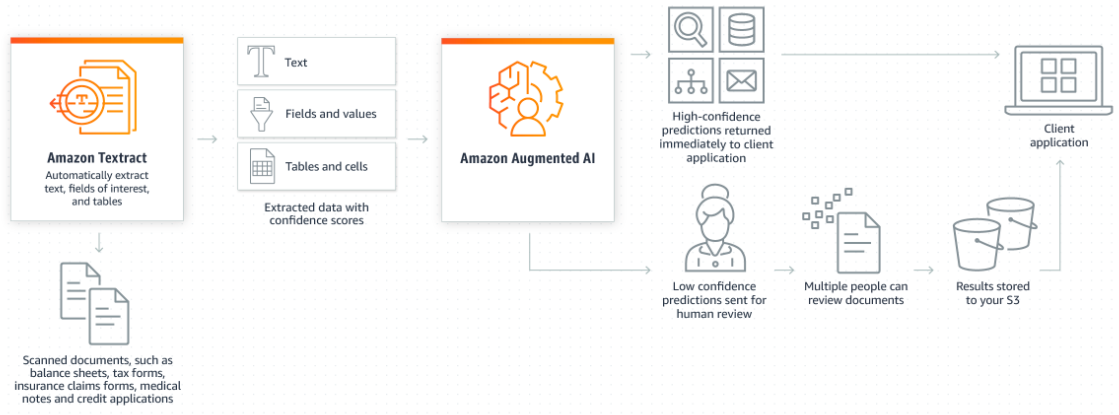 Amazon Textract
Automatically extract
text, fields of interest,
and tables
Scanned documents, such as
balance sheets, tax forms,
insurance claims forms, medical
notes and credit applications
T
T
Text
Fields and values
Tables and cells
Extracted data with
confidence scores
Amazon Augmented AI
High-confidence
predictions returned
immediately to client
application
Client
application
Low confidence
predictions sent for
human review
Multiple people can
review documents
Results stored
to your S3